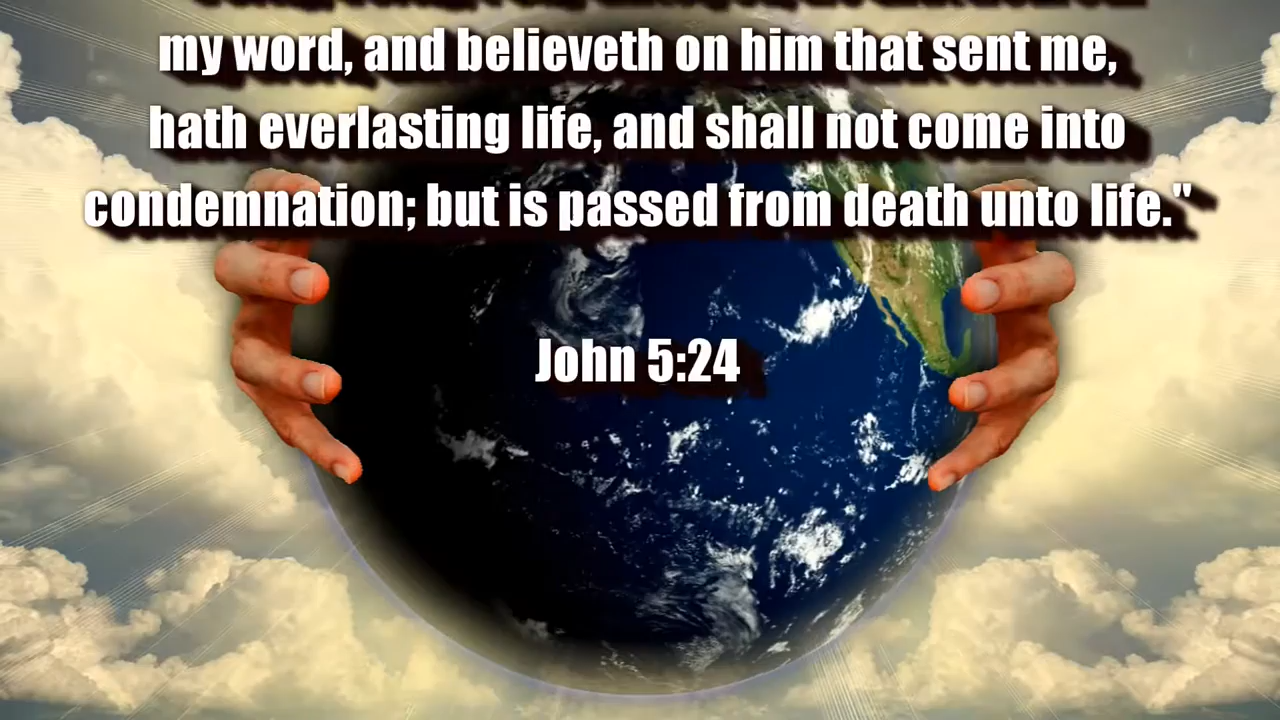 my word, and believeth on him that sent me,
hath everlasting life, and shall not come into
condemnation; but is passed from death unto life."
John 5:24